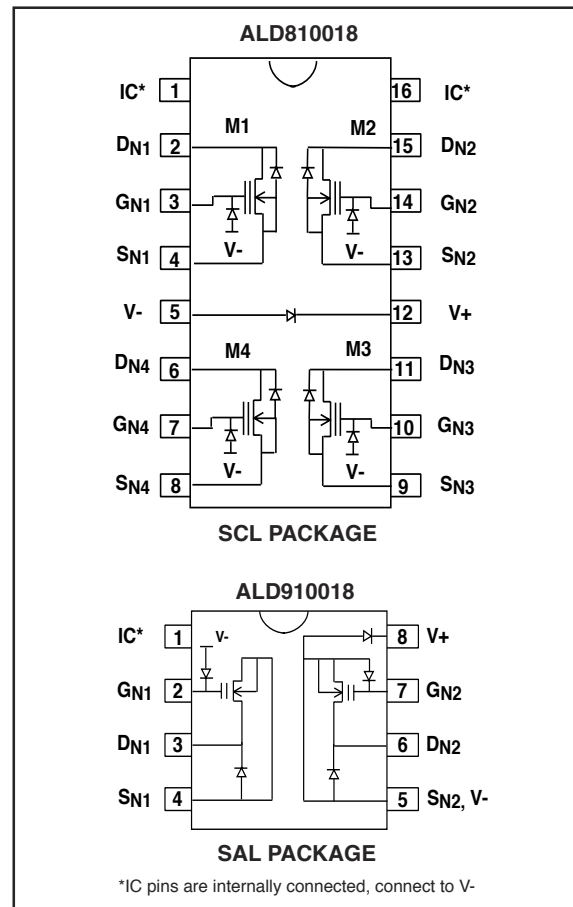 ALD810018
IC* 1 16 IC*
M1 M2
DN1 2 15 DN2
GN1 3 14 GN2
V- V-
SN1 4 13 SN2
V- 5 12 V+
M4 M3
DN4 6 11 DN3
GN4 7 10 GN3
V- V-
SN4 8 9 SN3
SCL PACKAGE
ALD910018
IC* 1 V- 8 V+
GN1 2 7 GN2
DN1 3 6 DN2
SN1 4 5 SN2, V-
SAL PACKAGE
*IC pins are internally connected, connect to V-